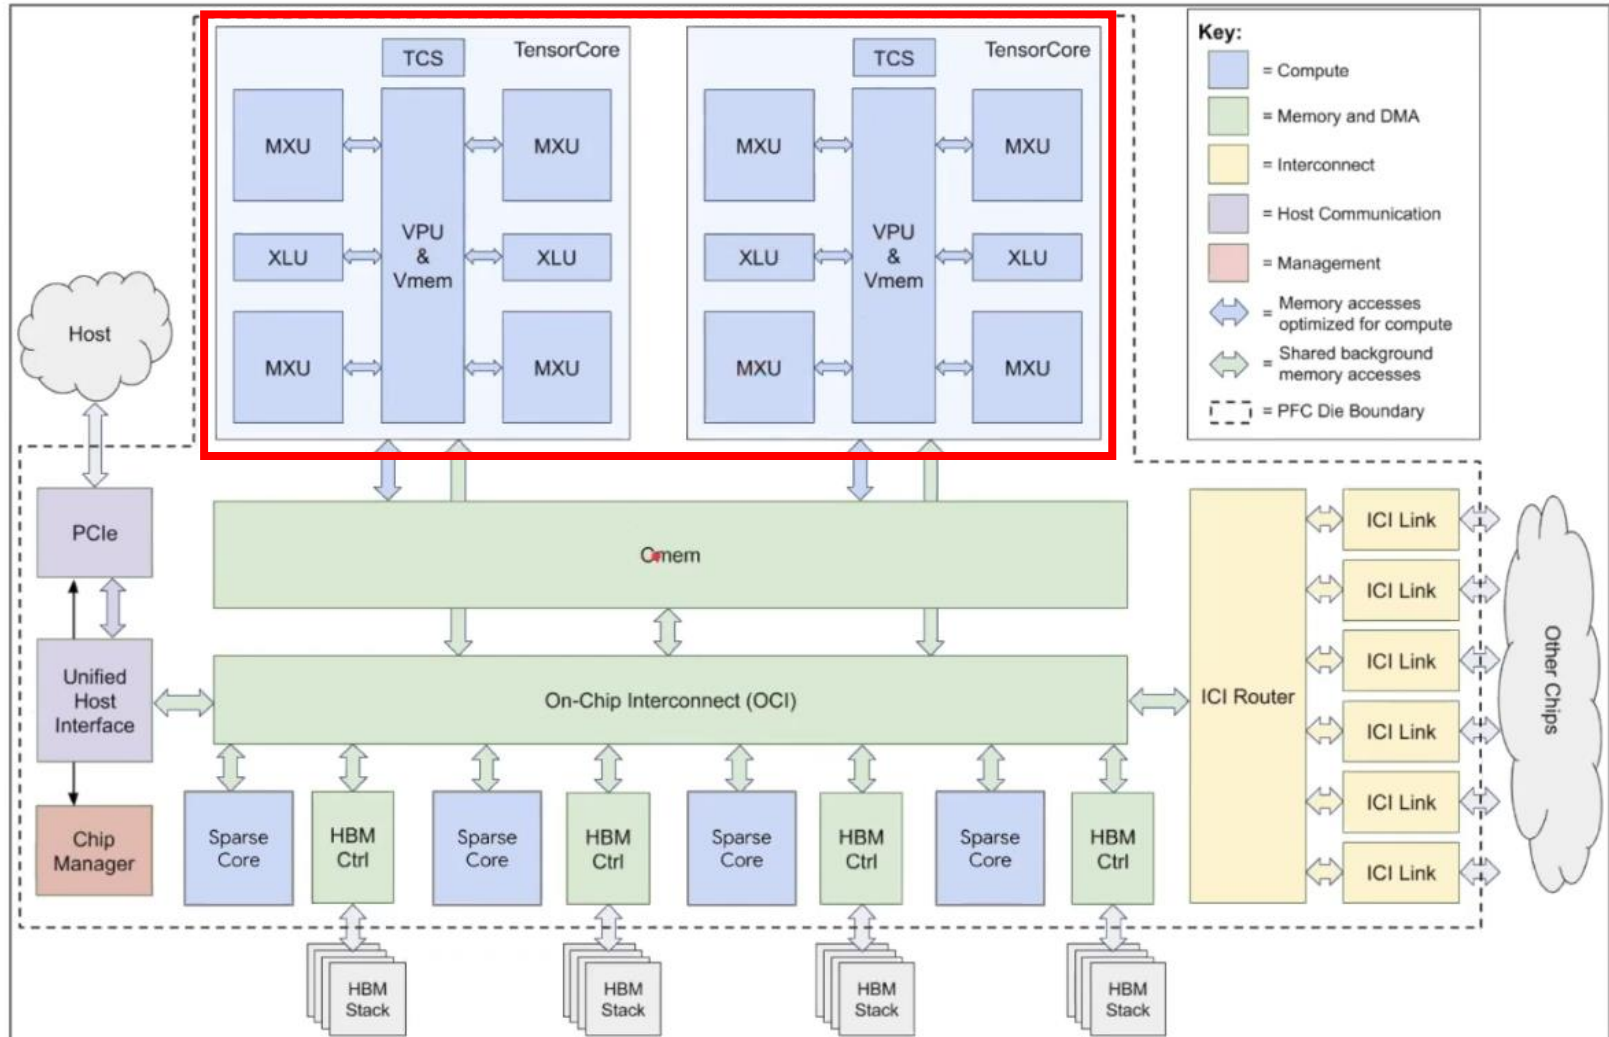 TCS
TensorCore
MXU
MXU
VPU
&
Vmem
XLU
XLU
MXU
MXU
TCS
TensorCore
MXU
MXU
VPU
&
Vmem
XLU
XLU
MXU
MXU
Key:
= Compute
= Memory and DMA
= Interconnect
= Host Communication
= Management
= Memory accesses
optimized for compute
= Shared background
memory accesses
= PFC Die Boundary
Host
PCIe
Unified
Host
Interface
Chip
Manager
Cmem
On-Chip Interconnect (OCI)
Sparse
Core
HBM
Ctrl
Sparse
Core
HBM
Ctrl
Sparse
Core
HBM
Ctrl
Sparse
Core
HBM
Ctrl
HBM
Stack
HBM
Stack
HBM
Stack
HBM
Stack
ICI Router
ICI Link
ICI Link
ICI Link
ICI Link
ICI Link
ICI Link
Other Chips